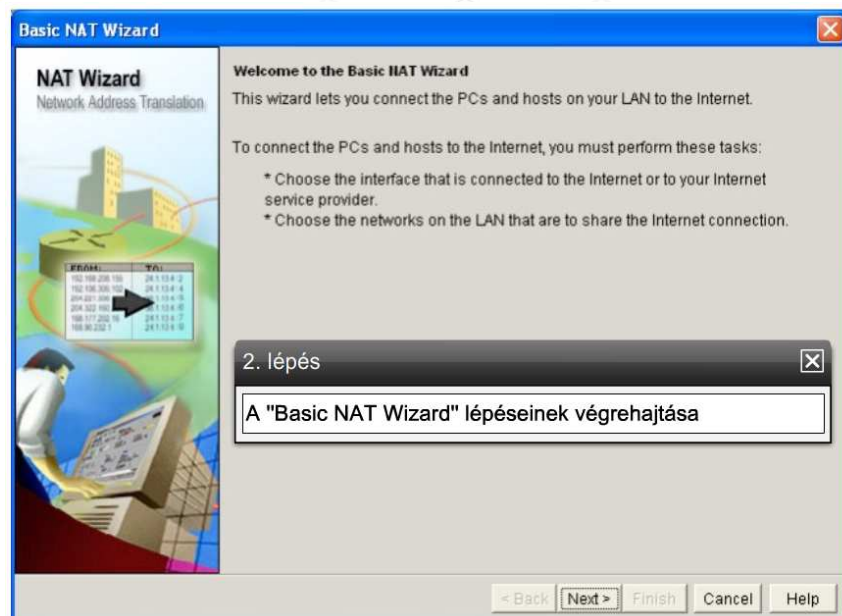 Basic NAT Wizard
NAT Wizard
Network Address Translation
Welcome to the Basic NAT Wizard
This wizard lets you connect the PCs and hosts on your LAN to the Internet.
To connect the PCs and hosts to the Internet, you must perform these tasks:
* Choose the interface that is connected to the Internet or to your Internet
service provider.
* Choose the networks on the LAN that are to share the Internet connection.
FROM: TO:
2. lépés
A "Basic NAT Wizard" lépéseinek végrehajtása
< Back Next > Finish Cancel Help